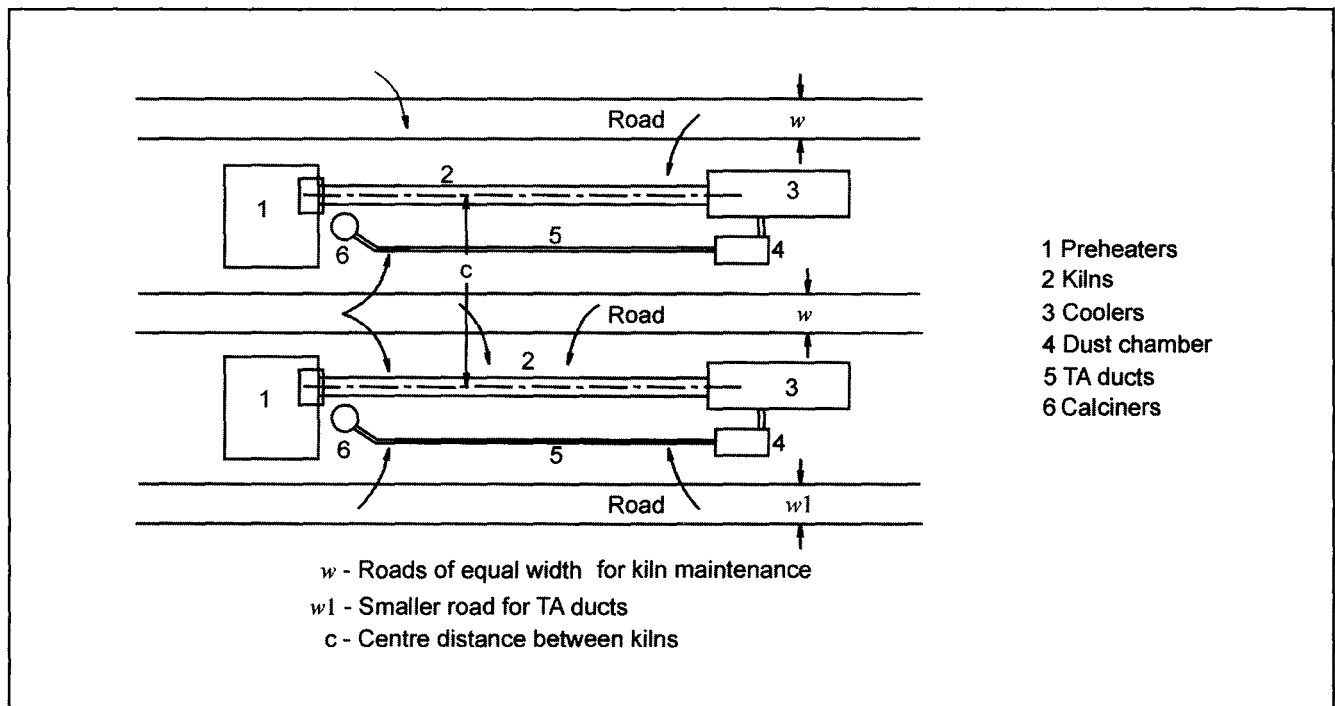 Road w
2
1
3
5
6
4
c
Road w
2
1
3
5
6
4
Road w1
1 Preheaters
2 Kilns
3 Coolers
4 Dust chamber
5 TA ducts
6 Calciners
w - Roads of equal width for kiln maintenance
w1 - Smaller road for TA ducts
c - Centre distance between kilns